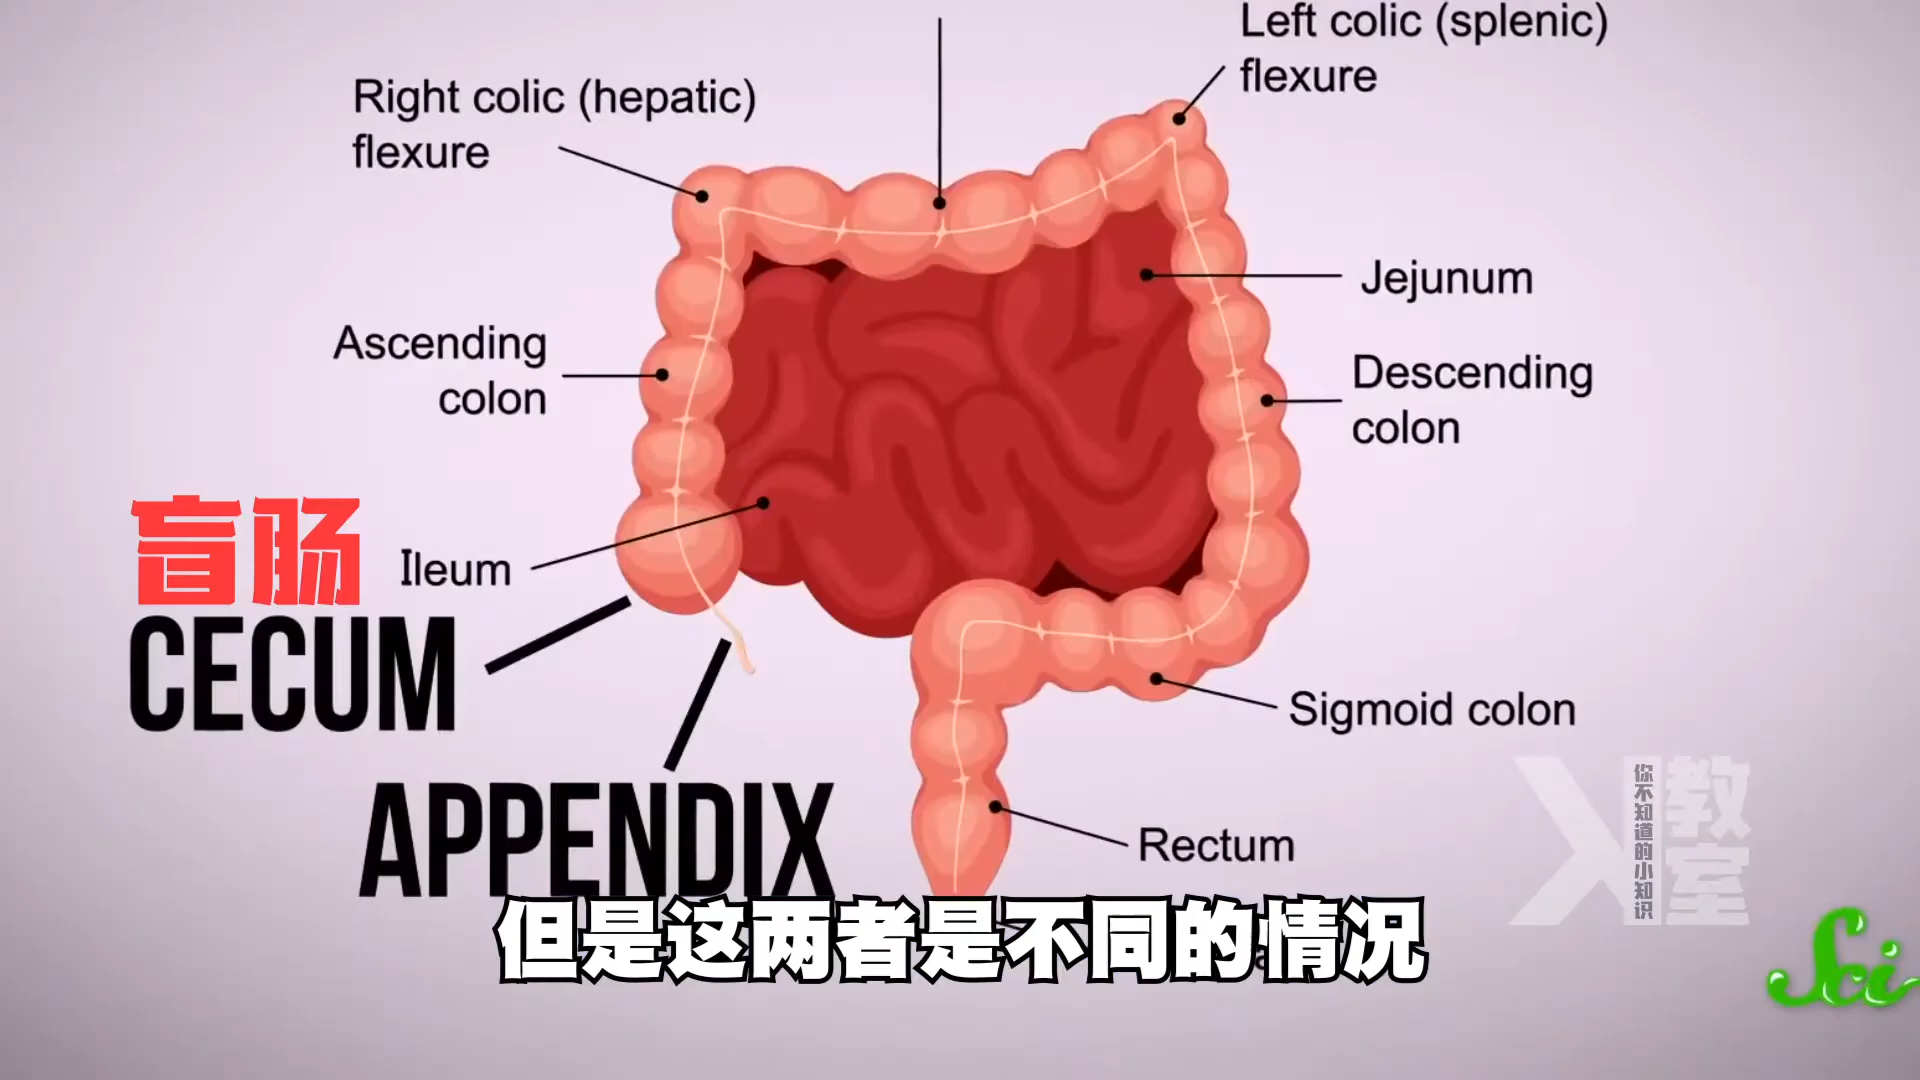 Left colic (splenic)
flexure
Right colic (hepatic)
flexure
Jejunum
Ascending
colon
Descending
colon
盲肠
Ileum
CECUM
Sigmoid colon
APPENDIX
Rectum
你不知道的小知识
教室
但是这两者是不同的情况
Sci